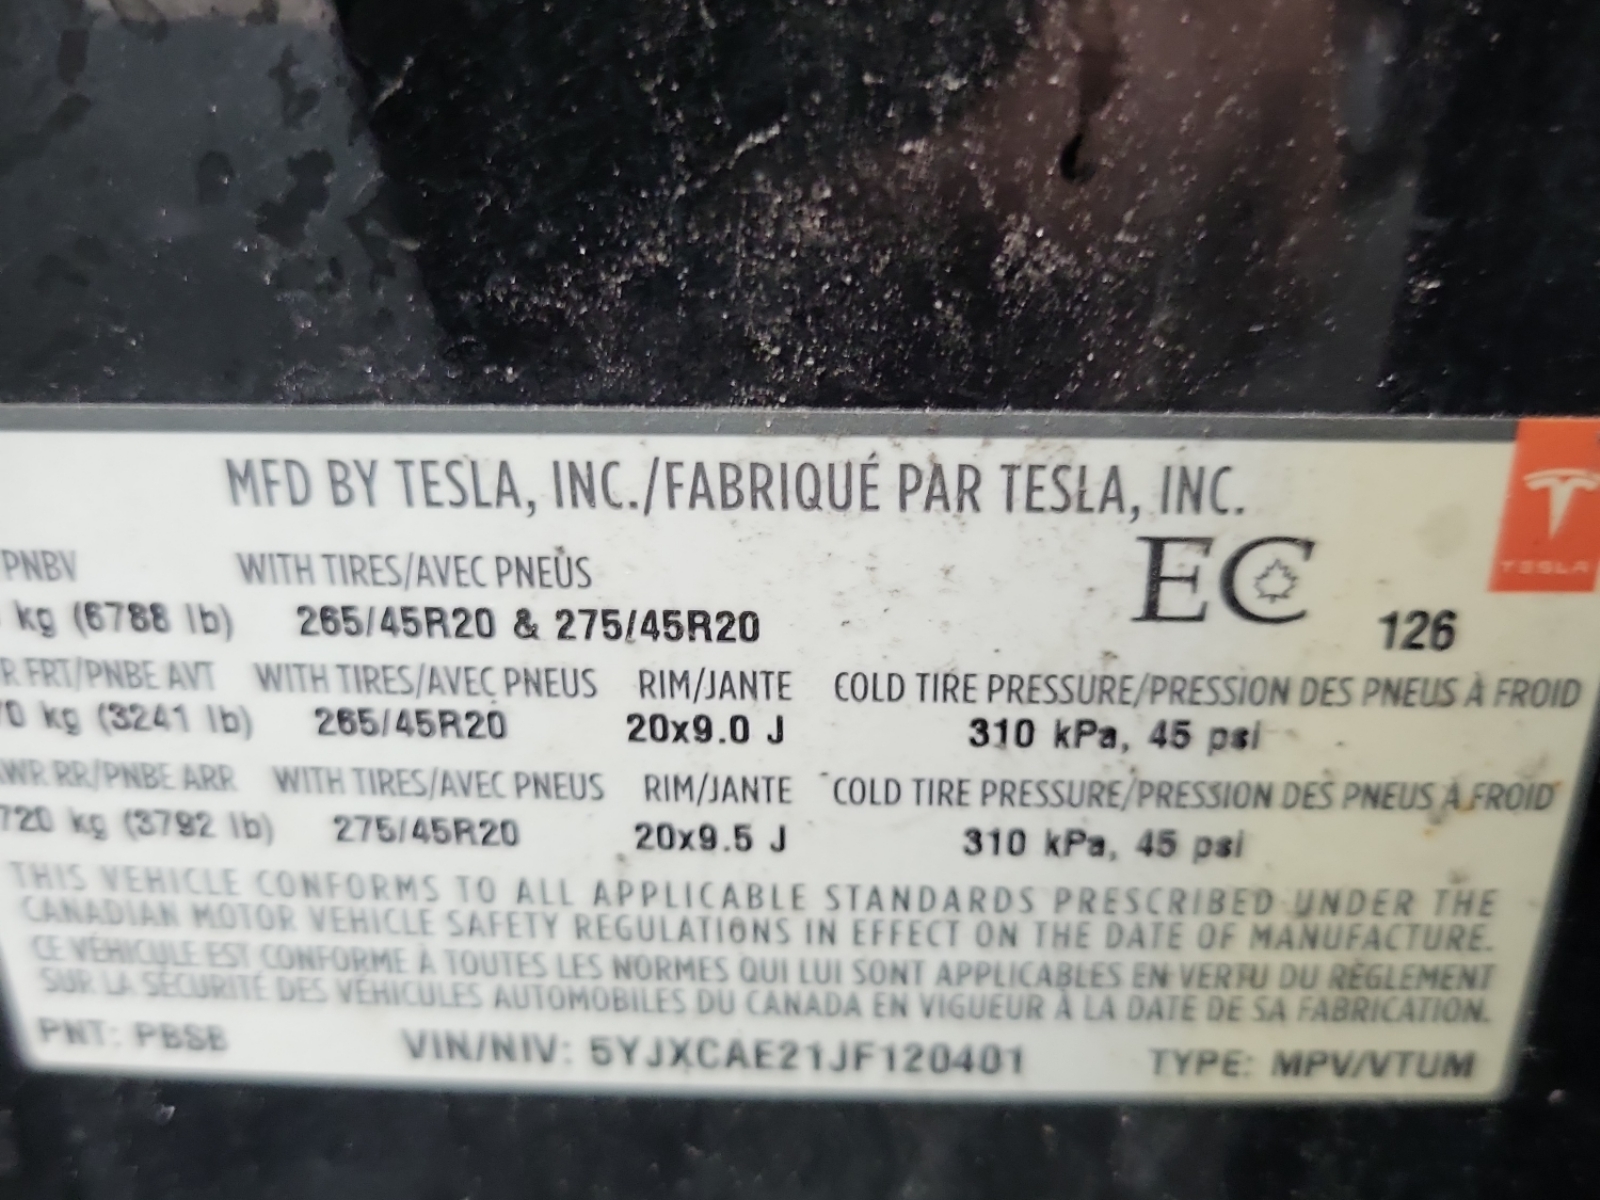 MFD BY TESLA, INC./FABRIQUÉ PAR TESLA, INC.
TESLA
PNBV WITH TIRES/AVEC PNEUS
kg (6788 lb) 265/45R20 & 275/45R20 EC 126
R FRT/PNBE AVT WITH TIRES/AVEC PNEUS RIM/JANTE COLD TIRE PRESSURE/PRESSION DES PNEUS À FROID
70 kg (3241 lb) 265/45R20 20x9.0 J 310 kPa, 45 psi
WR RR/PNBE ARR WITH TIRES/AVEC PNEUS RIM/JANTE COLD TIRE PRESSURE/PRESSION DES PNEUS À FROID
720 kg (3792 lb) 275/45R20 20x9.5 J 310 kPa, 45 psi
THIS VEHICLE CONFORMS TO ALL APPLICABLE STANDARDS PRESCRIBED UNDER THE
CANADIAN MOTOR VEHICLE SAFETY REGULATIONS IN EFFECT ON THE DATE OF MANUFACTURE.
CE VÉHICULE EST CONFORME À TOUTES LES NORMES QUI LUI SONT APPLICABLES EN VERTU DU RÈGLEMENT
SUR LA SÉCURITÉ DES VÉHICULES AUTOMOBILES DU CANADA EN VIGUEUR À LA DATE DE SA FABRICATION.
PNT: PBSB VIN/NIV: 5YJXCAE21JF120401 TYPE: MPV/VTUM